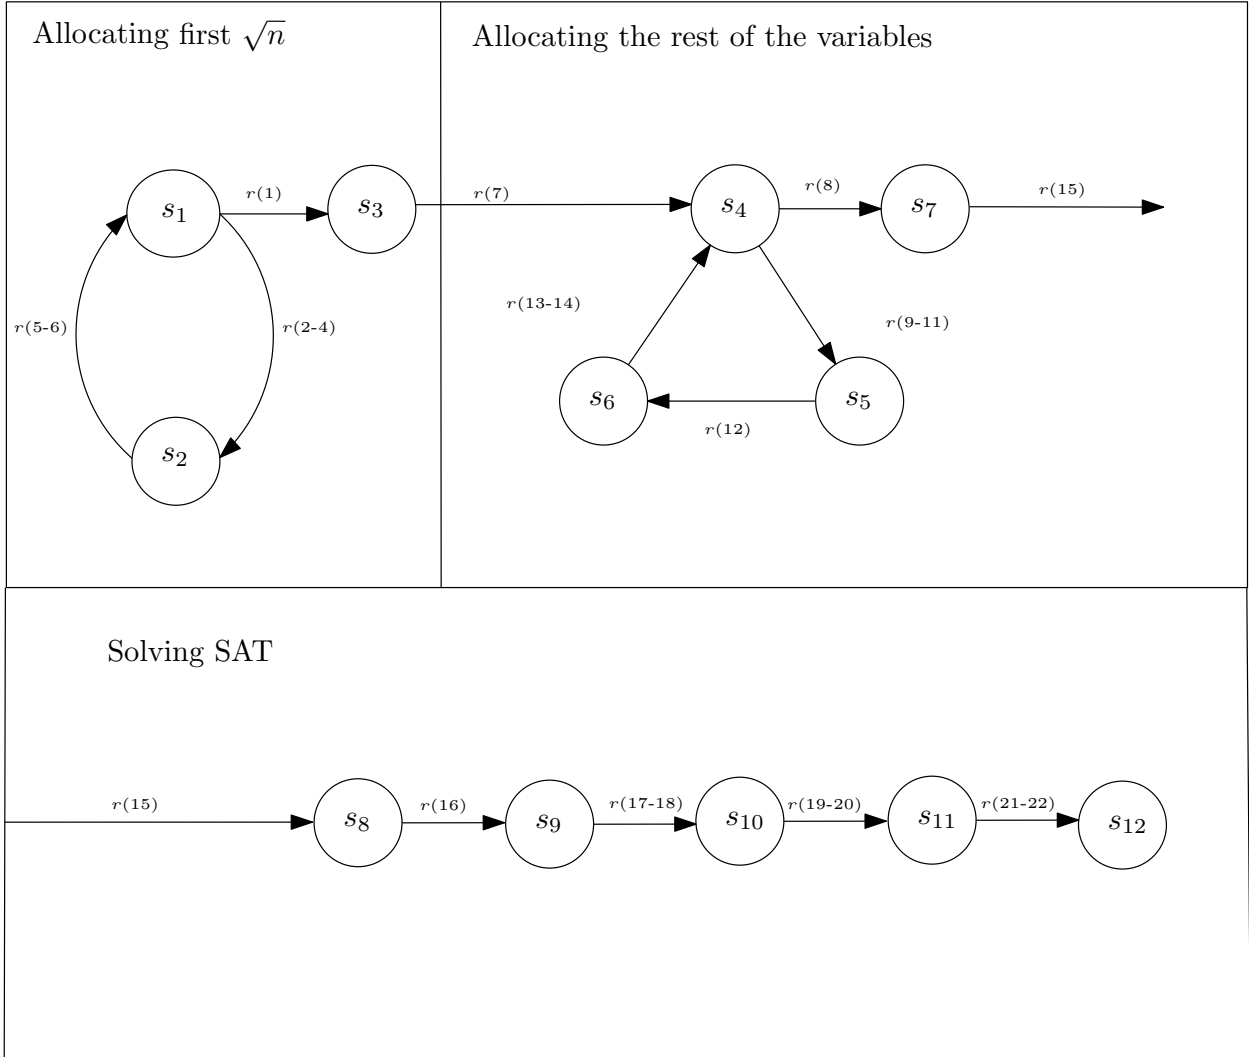 Allocating first √n
Allocating the rest of the variables
s₁
r(1)
s₃
r(7)
s₄
r(8)
s₇
r(15)
r(5-6)
r(2-4)
r(13-14)
r(9-11)
s₂
s₆
r(12)
s₅
Solving SAT
r(15)
s₈
r(16)
s₉
r(17-18)
s₁₀
r(19-20)
s₁₁
r(21-22)
s₁₂